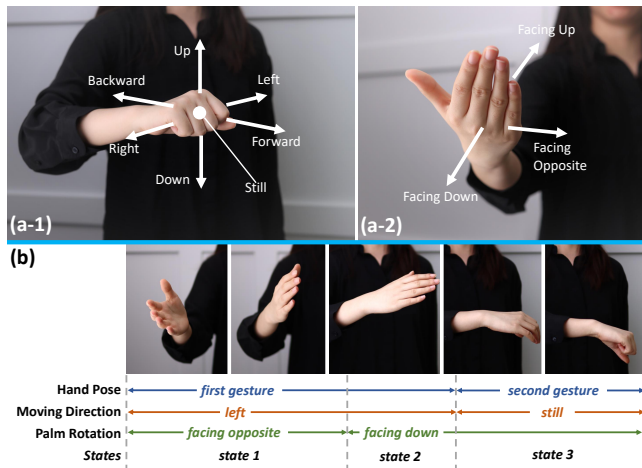 Up
Backward
Left
Right
Forward
Down
Still
(a-1)
Facing Up
Facing
Opposite
Facing Down
(a-2)
(b)
Hand Pose first gesture second gesture
Moving Direction left still
Palm Rotation facing opposite facing down
States state 1 state 2 state 3